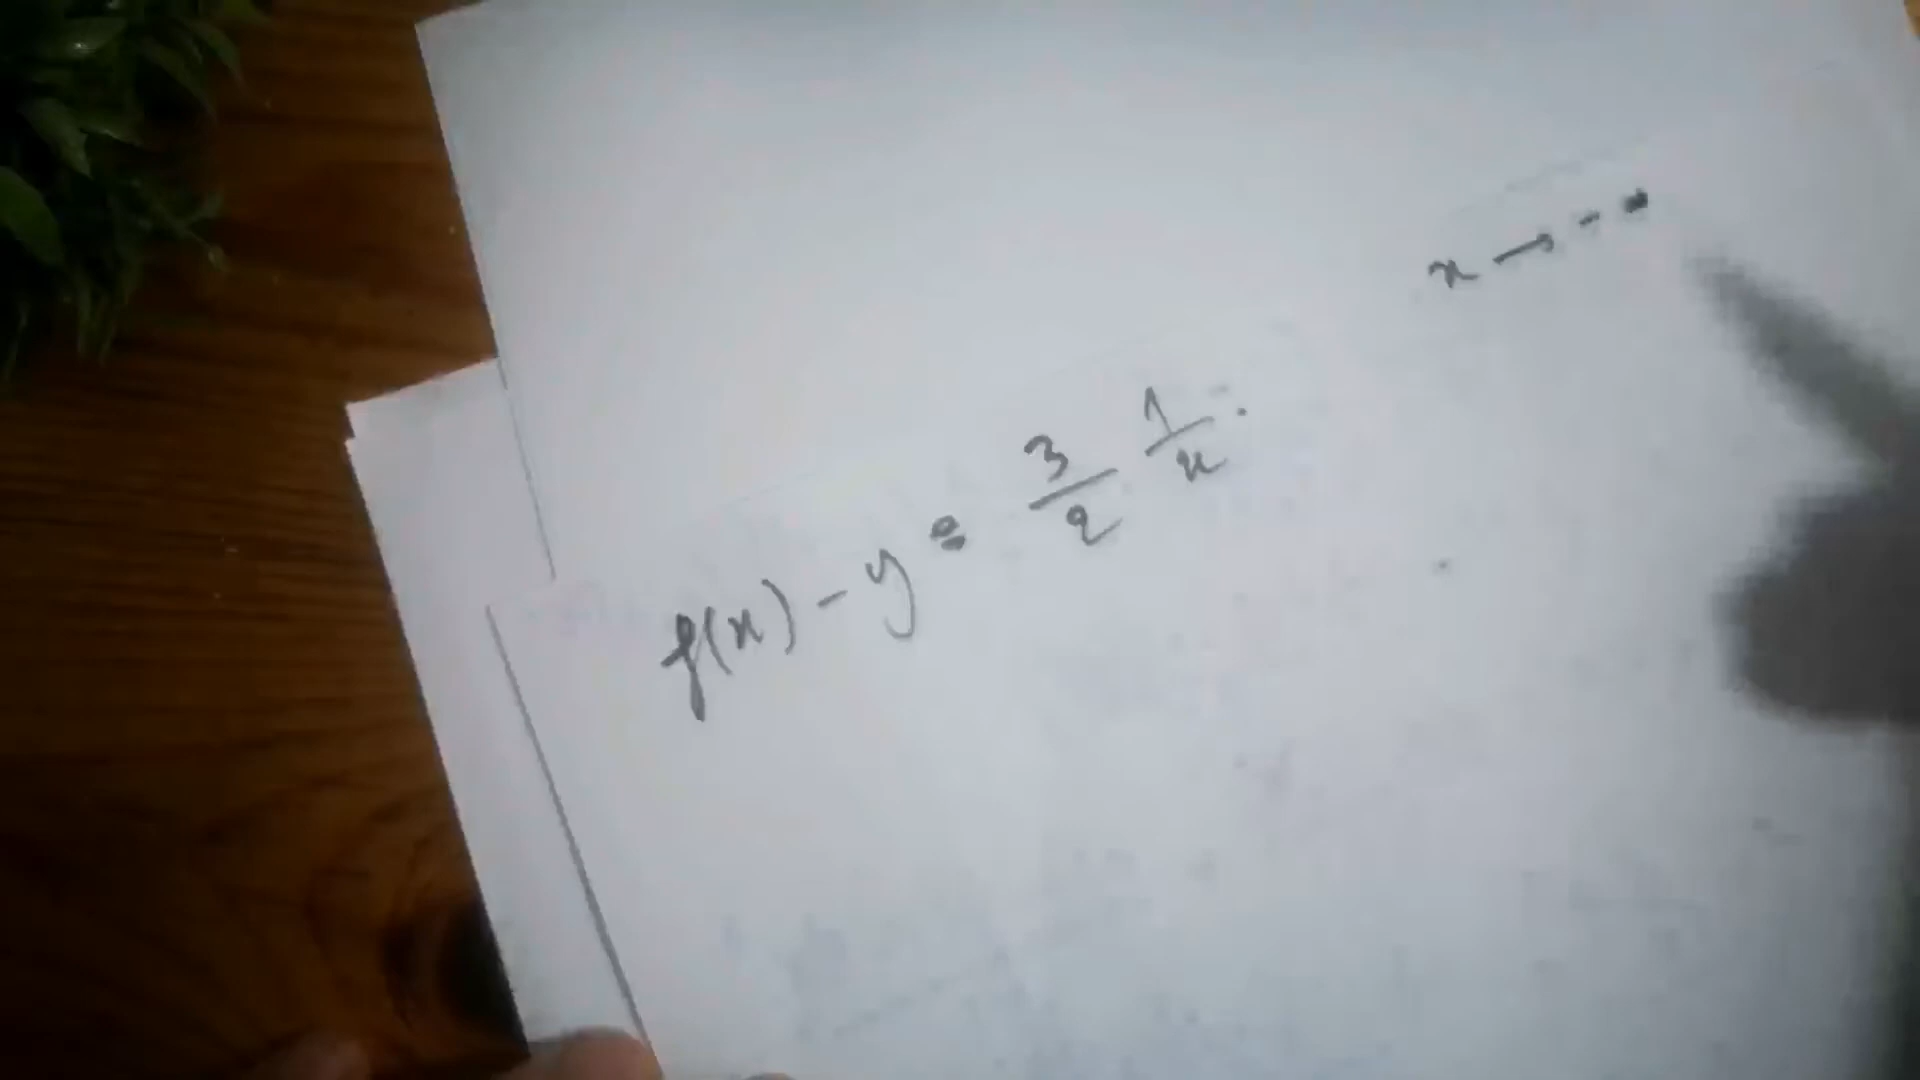 x → - ∞
f(x) - y = 3/2 1/x .